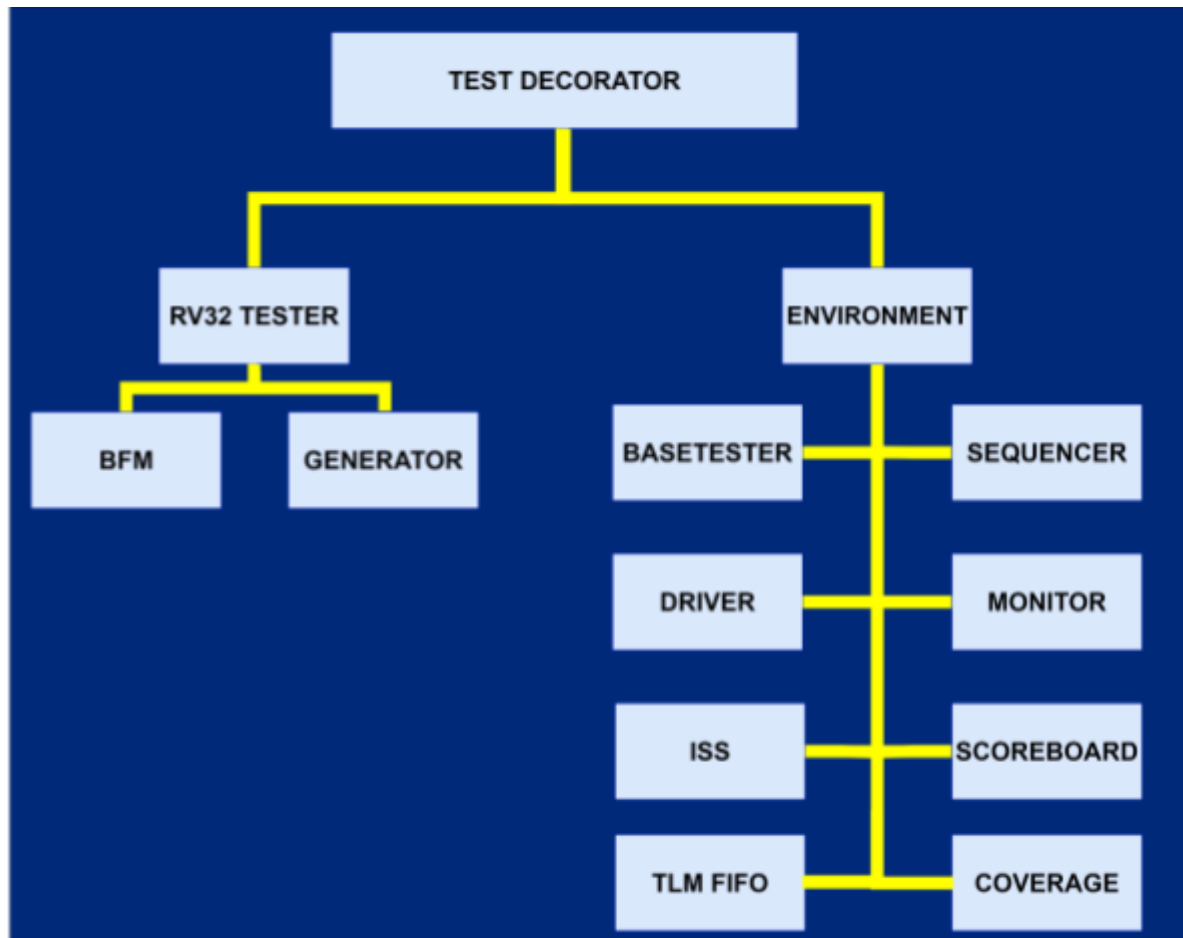 TEST DECORATOR
RV32 TESTER
ENVIRONMENT
BFM
GENERATOR
BASETESTER
SEQUENCER
DRIVER
MONITOR
ISS
SCOREBOARD
TLM FIFO
COVERAGE